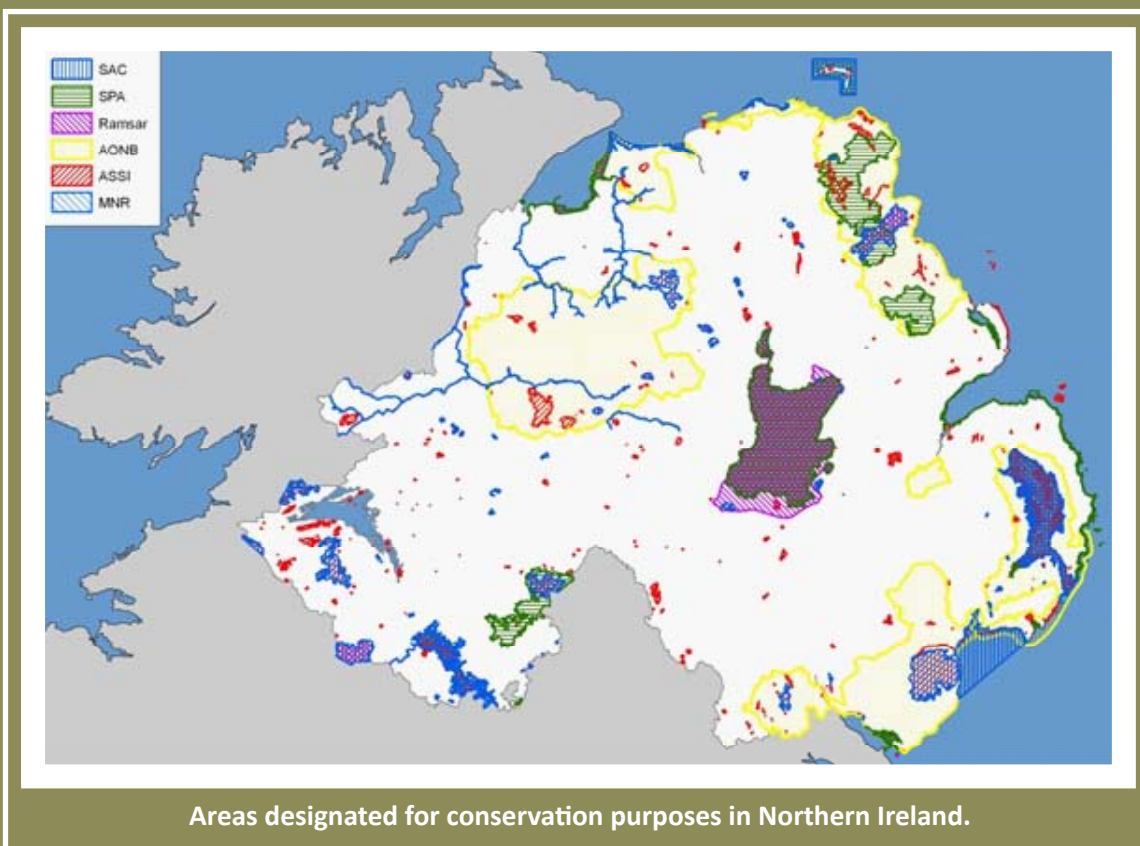 SAC
SPA
Ramsar
AONB
ASSI
MNR
Areas designated for conservation purposes in Northern Ireland.